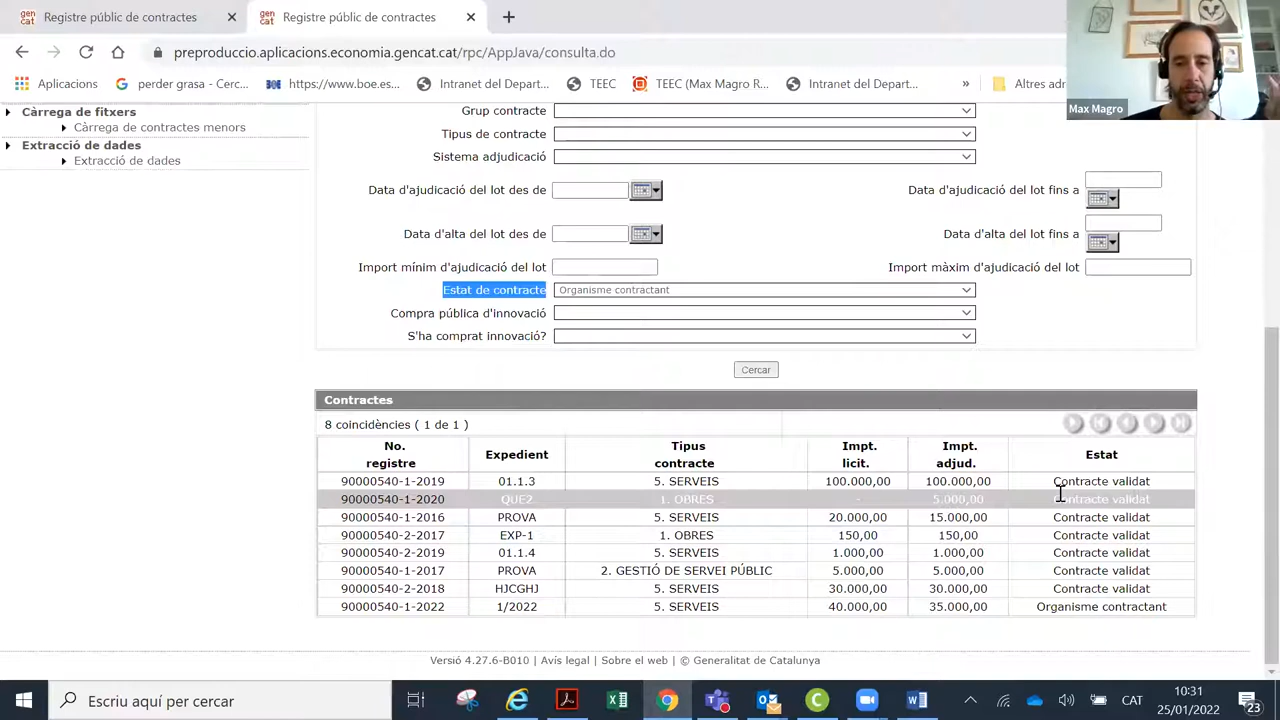 Registre públic de contractes
Registre públic de contractes
preproduccio.aplicacions.economia.gencat.cat/rpc/AppJava/consulta.do
Aplicacions
perder grasa - Cerc...
https://www.boe.es...
Intranet del Depart...
TEEC
TEEC (Max Magro R...
Intranet del Depart...
»
Altres adr
Max Magro
Càrrega de fitxers
Càrrega de contractes menors
Extracció de dades
Extracció de dades
Grup contracte
Tipus de contracte
Sistema adjudicació
Data d'ajudicació del lot des de
Data d'ajudicació del lot fins a
Data d'alta del lot des de
Data d'alta del lot fins a
Import mínim d'ajudicació del lot
Import màxim d'ajudicació del lot
Estat de contracte Organisme contractant
Compra pública d'innovació
S'ha comprat innovació?
Cercar
Contractes
8 coincidències ( 1 de 1 )
No. registre Expedient Tipus contracte Impt. licit. Impt. adjud. Estat
90000540-1-2019 01.1.3 5. SERVEIS 100.000,00 100.000,00 Contracte validat
90000540-1-2020 QUE2 1. OBRES - 5.000,00 Contracte validat
90000540-1-2016 PROVA 5. SERVEIS 20.000,00 15.000,00 Contracte validat
90000540-2-2017 EXP-1 1. OBRES 150,00 150,00 Contracte validat
90000540-2-2019 01.1.4 5. SERVEIS 1.000,00 1.000,00 Contracte validat
90000540-1-2017 PROVA 2. GESTIÓ DE SERVEI PÚBLIC 5.000,00 5.000,00 Contracte validat
90000540-2-2018 HJCGHJ 5. SERVEIS 30.000,00 30.000,00 Contracte validat
90000540-1-2022 1/2022 5. SERVEIS 40.000,00 35.000,00 Organisme contractant
Versió 4.27.6-B010 | Avís legal | Sobre el web | © Generalitat de Catalunya
Escriu aquí per cercar
CAT
10:31
25/01/2022
23